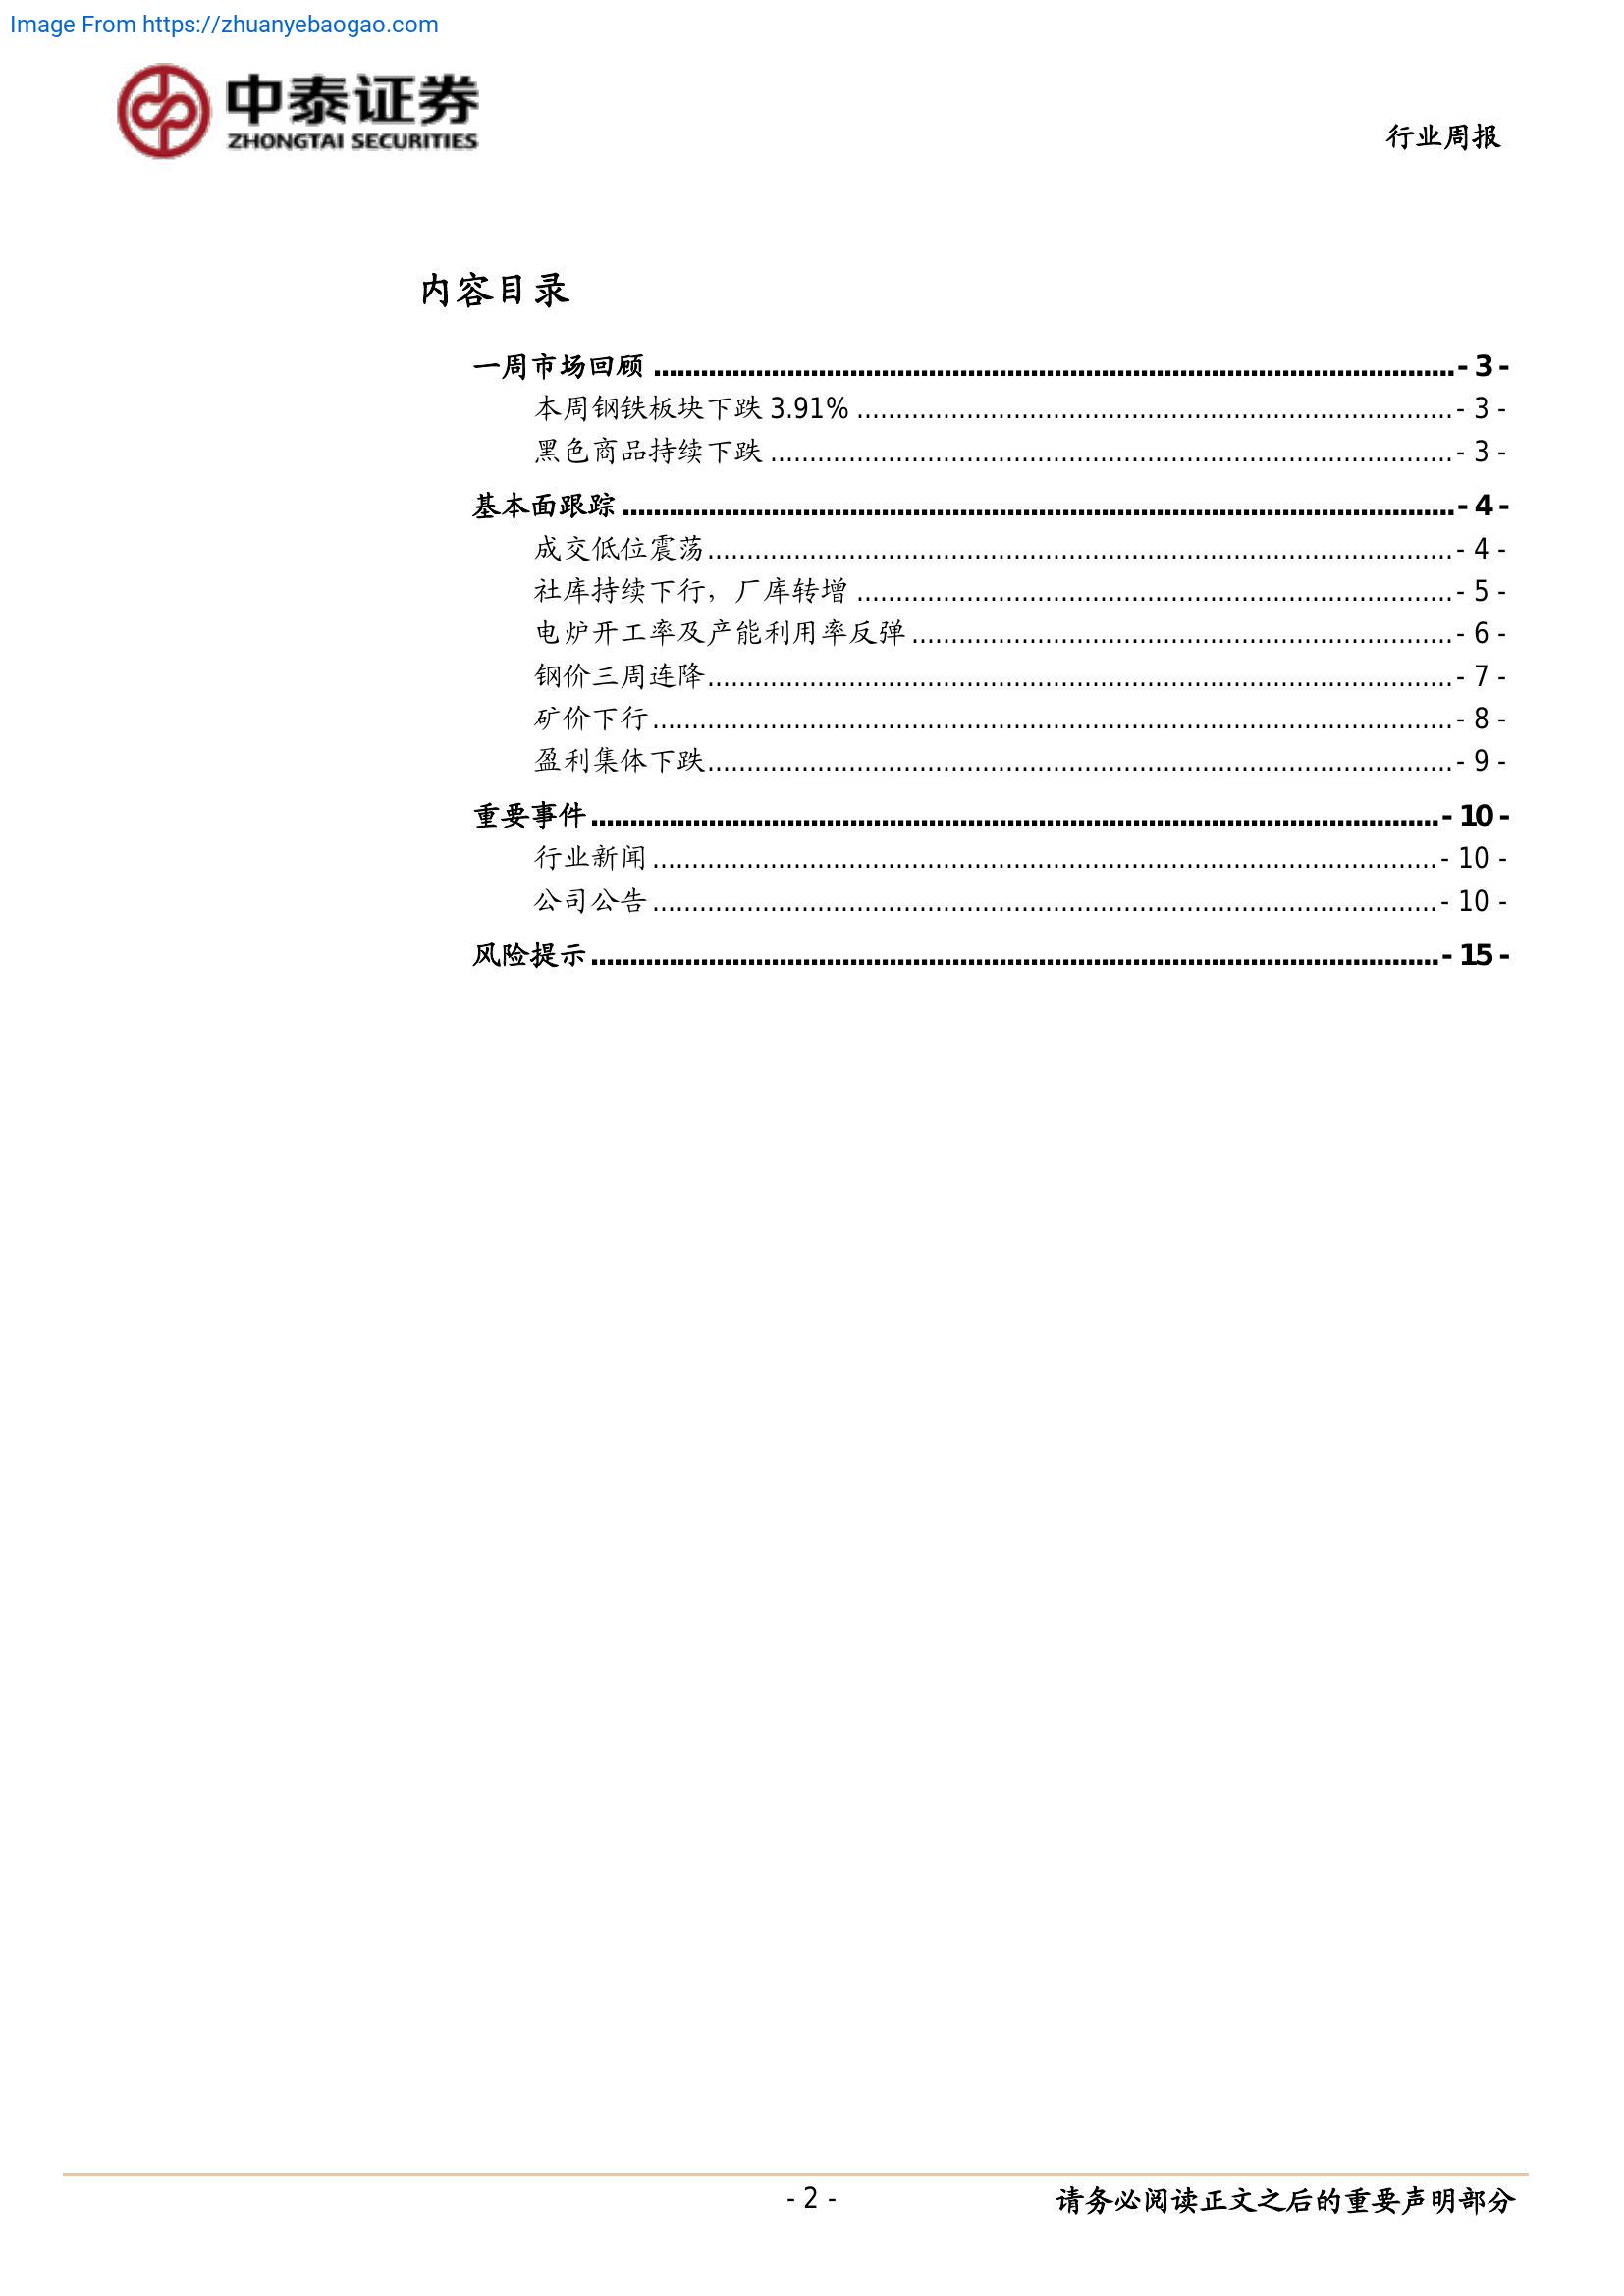 Image From https://zhuanyebaogao.com
中泰证券
ZHONGTAI SECURITIES
行业周报
内容目录
一周市场回顾 ........................................ - 3 -
本周钢铁板块下跌 3.91% ........................................ - 3 -
黑色商品持续下跌 ........................................ - 3 -
基本面跟踪 ........................................ - 4 -
成交低位震荡 ........................................ - 4 -
社库持续下行，厂库转增 ........................................ - 5 -
电炉开工率及产能利用率反弹 ........................................ - 6 -
钢价三周连降 ........................................ - 7 -
矿价下行 ........................................ - 8 -
盈利集体下跌 ........................................ - 9 -
重要事件 ........................................ - 10 -
行业新闻 ........................................ - 10 -
公司公告 ........................................ - 10 -
风险提示 ........................................ - 15 -
- 2 -
请务必阅读正文之后的重要声明部分